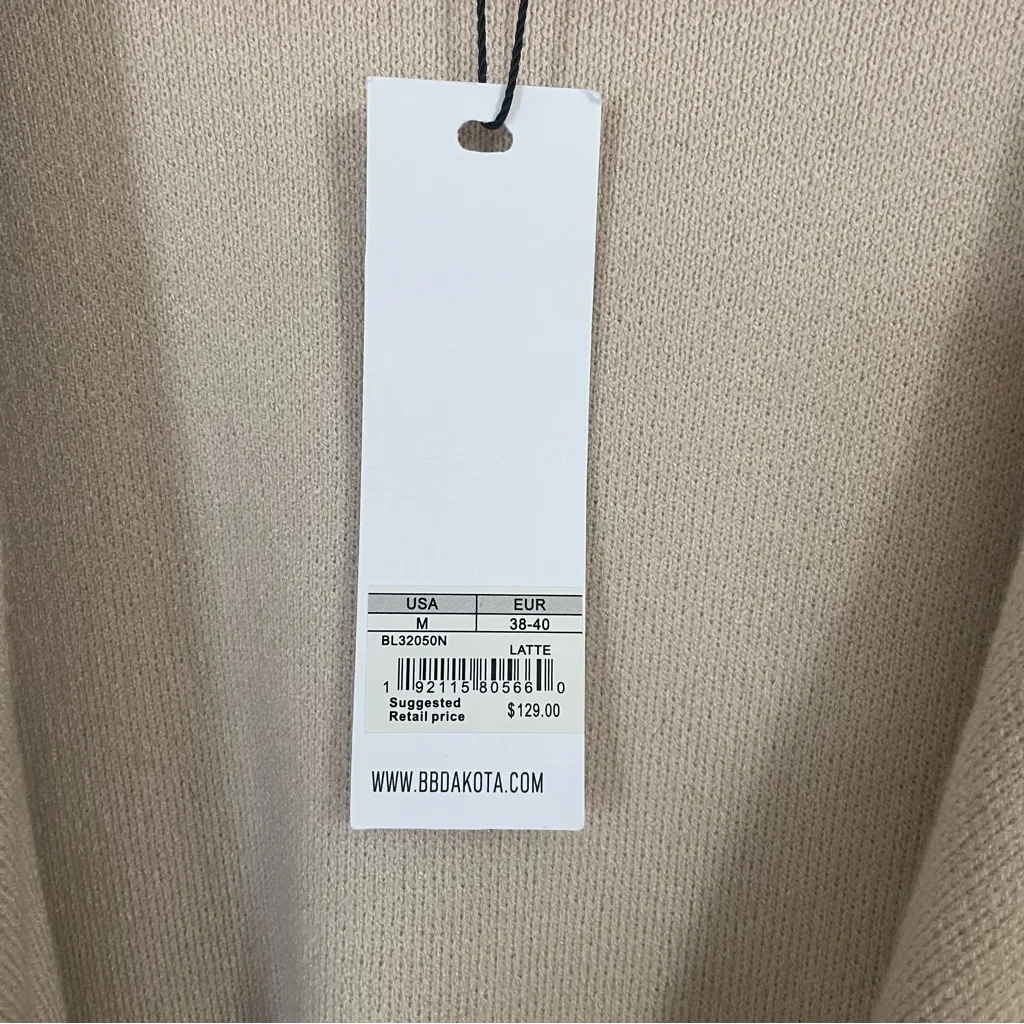 USA EUR
M 38-40
BL32050N
LATTE
1 92115 80566 0
Suggested
Retail price $129.00
WWW.BBDAKOTA.COM